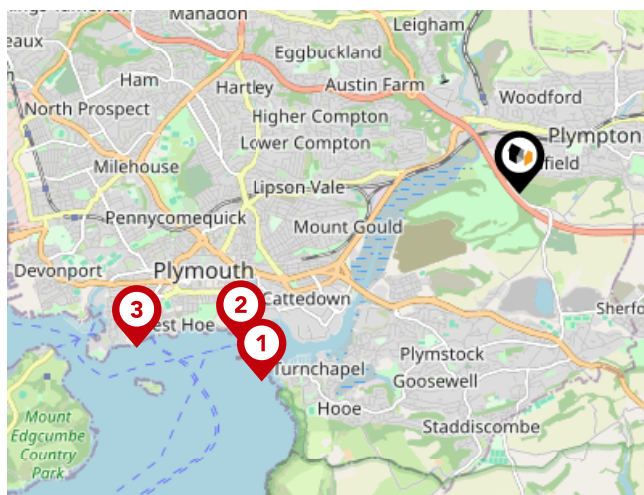 Manadon
Leigham
eaux
Eggbuckland
Ham
Hartley
Austin Farm
Woodford
North Prospect
Higher Compton
Plympton
Lower Compton
field
Milehouse
Lipson Vale
Pennycomequick
Mount Gould
Devonport
Plymouth
Cattedown
2
3
Sherfo
est Hoe
1
Plymstock
Turnchapel
Goosewell
Hooe
Mount
Edgcumbe
Country
Park
Staddiscombe